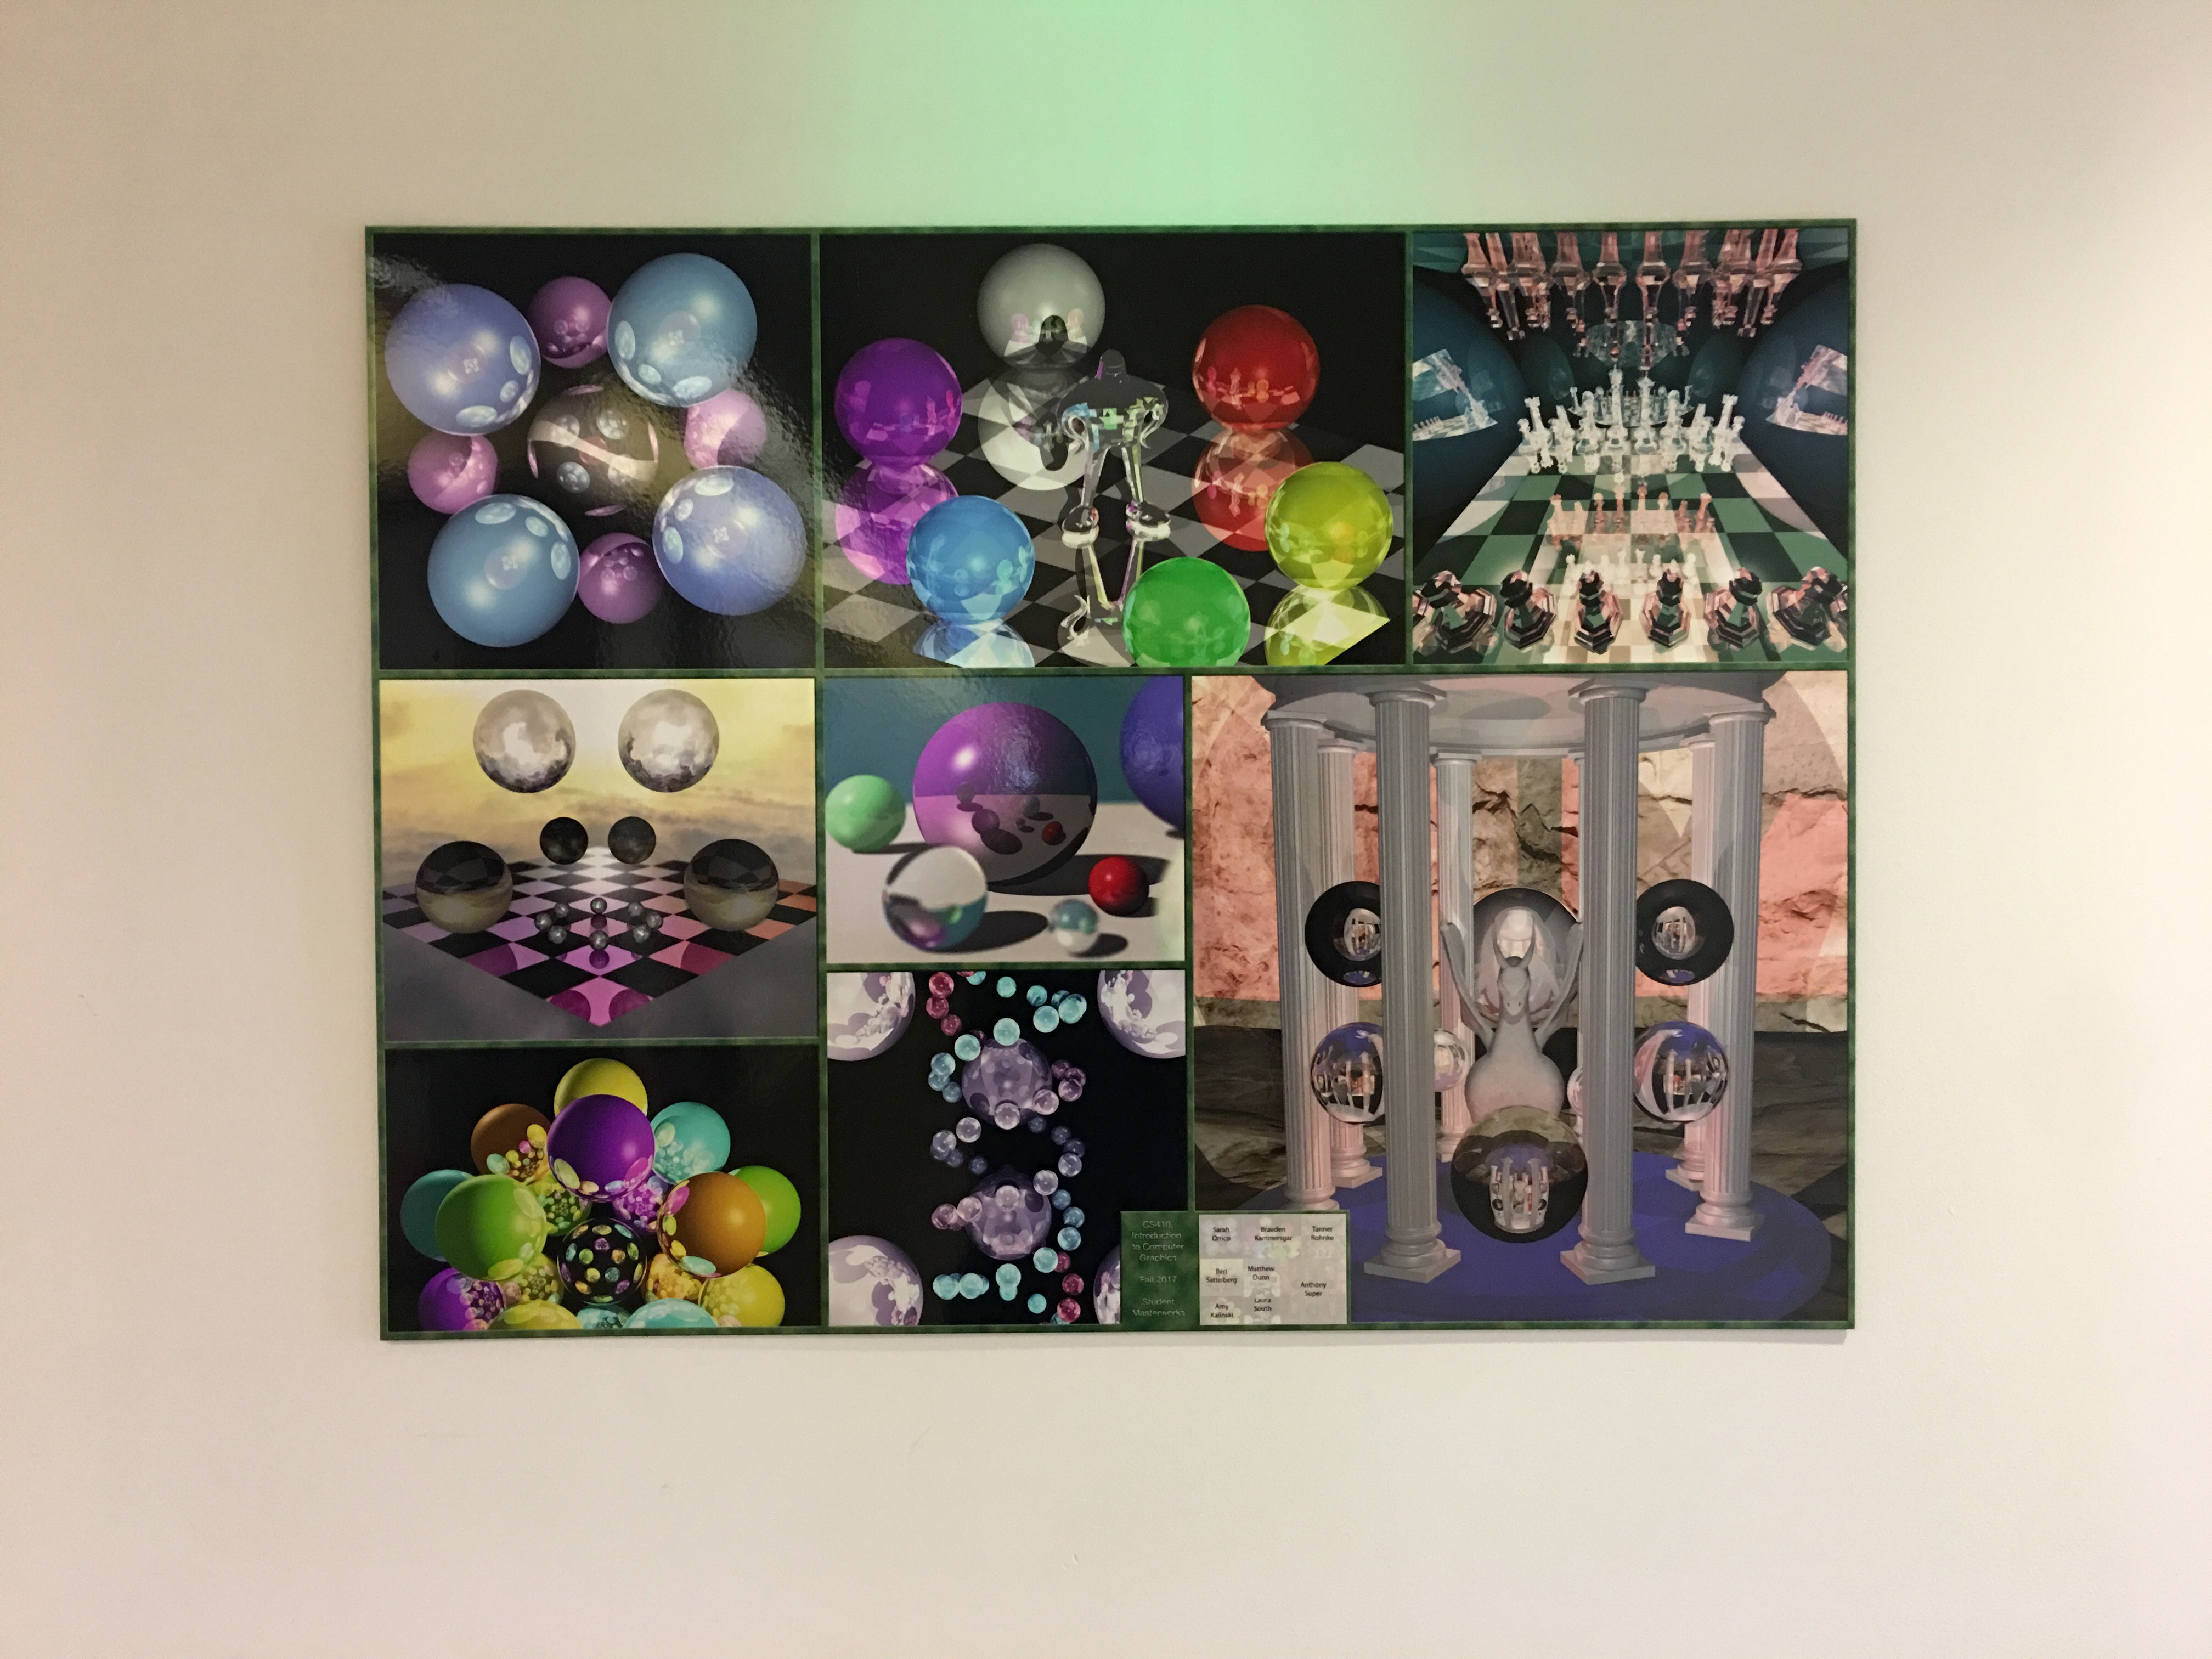 CS410,
Introduction
to Computer
Graphics
Fall 2017
Student
Masterworks
Sarah
Orrico
Braeden
Kammersgar
Tanner
Rohnke
Ben
Sattelberg
Matthew
Dunn
Anthony
Super
Amy
Kalinski
Laura
South